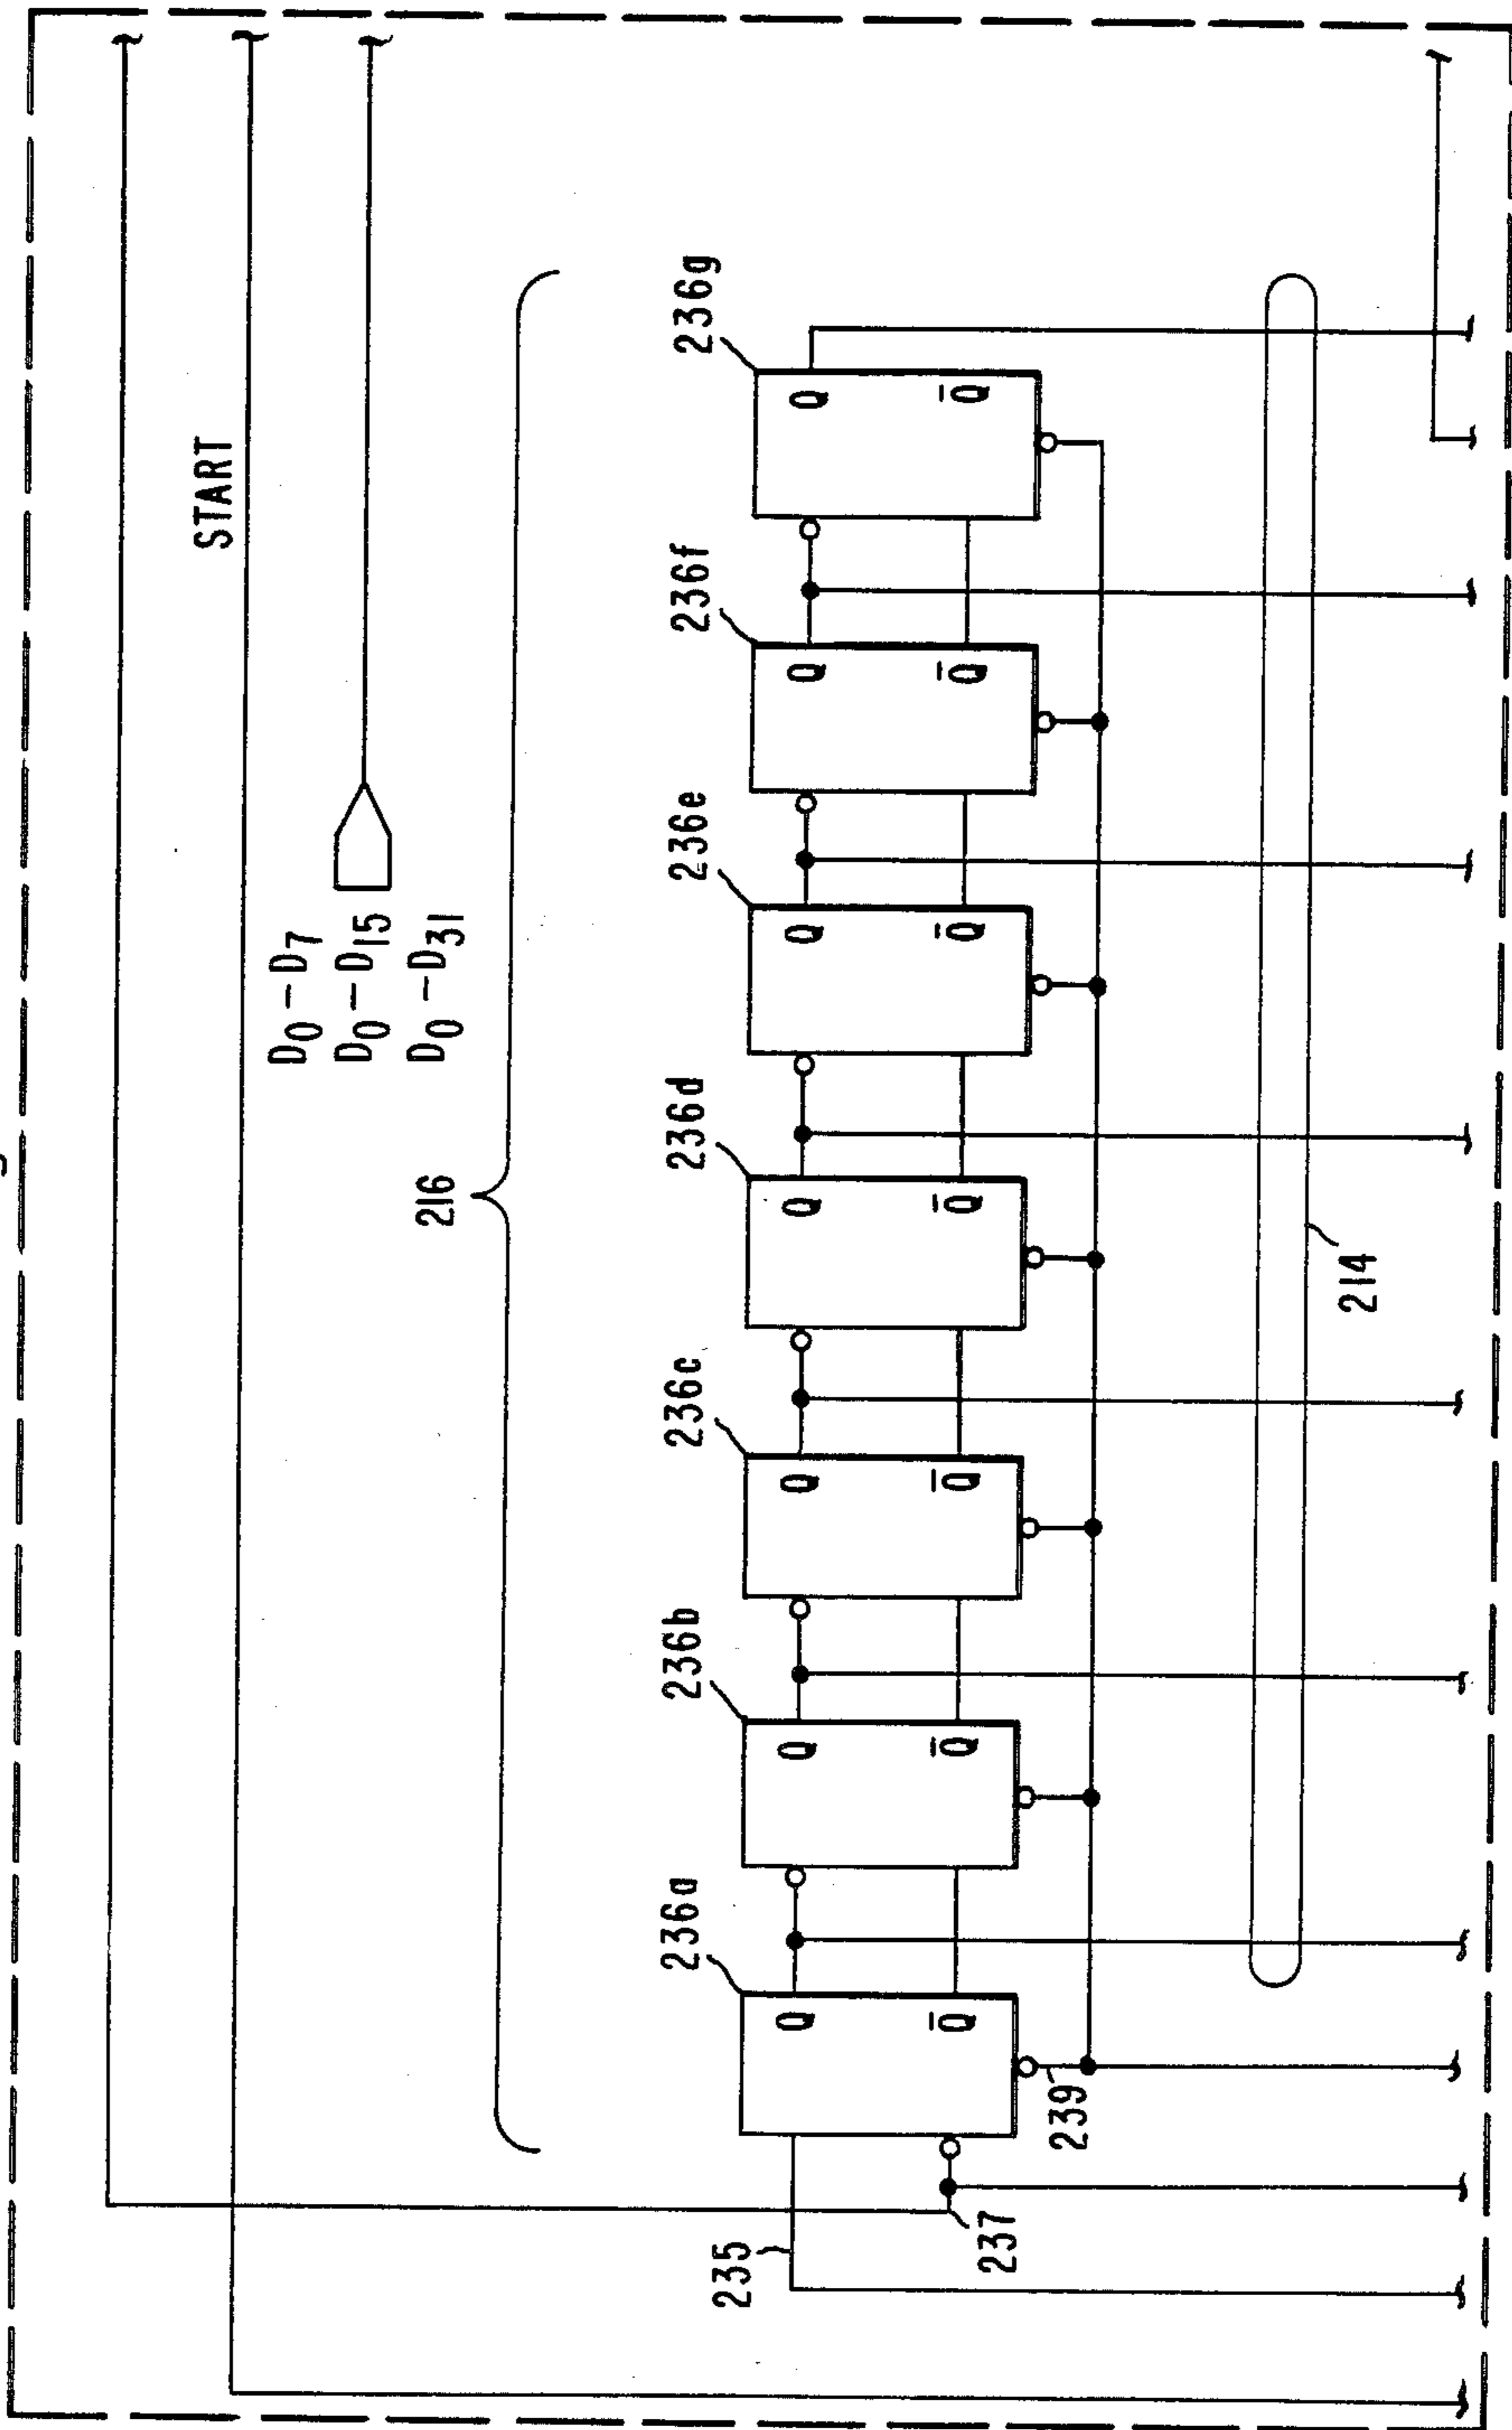 START
D0 – D7
D0 – D15
D0 – D31
216
236a
236b
236c
236d
236e
236f
236g
Q
Q
Q
Q
Q
Q
Q
Q̅
Q̅
Q̅
Q̅
Q̅
Q̅
Q̅
235
237
239
214